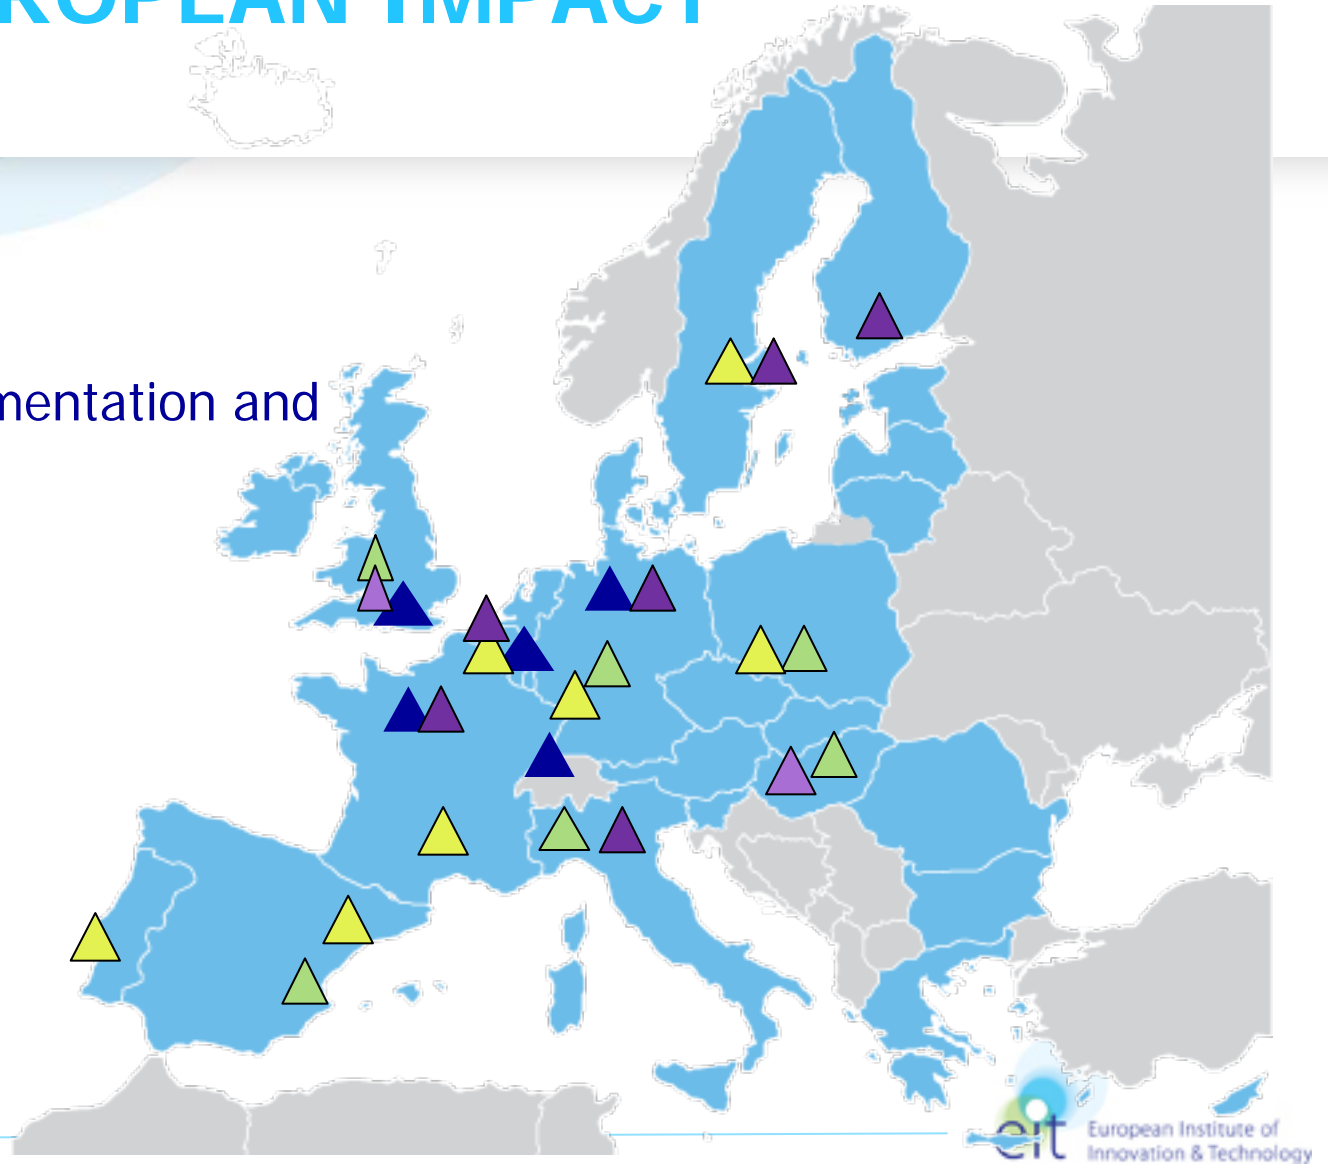 ROPEAN IMPACT
mentation and
eit
European Institute of
Innovation & Technology